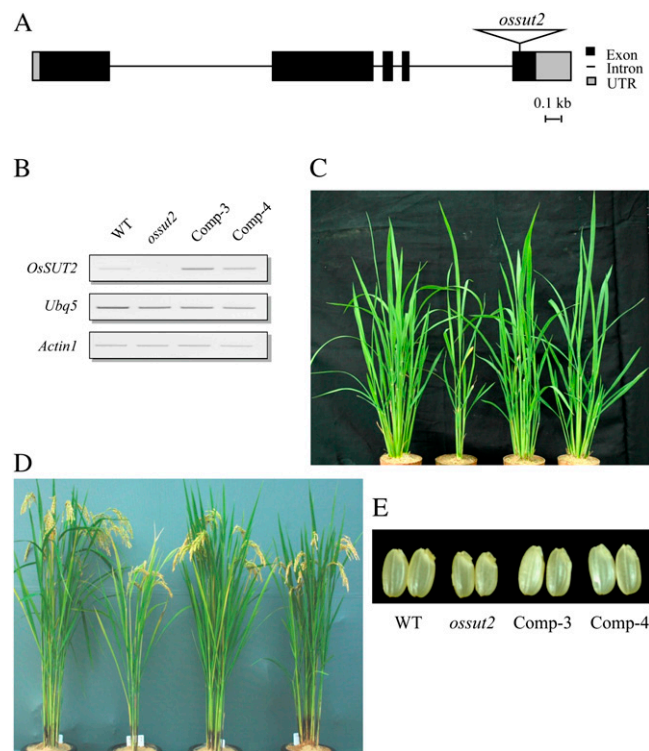 A
ossut2
Exon
Intron
UTR
0.1 kb
B
WT ossut2 Comp-3 Comp-4
OsSUT2
Ubq5
Actin1
C
D
E
WT ossut2 Comp-3 Comp-4